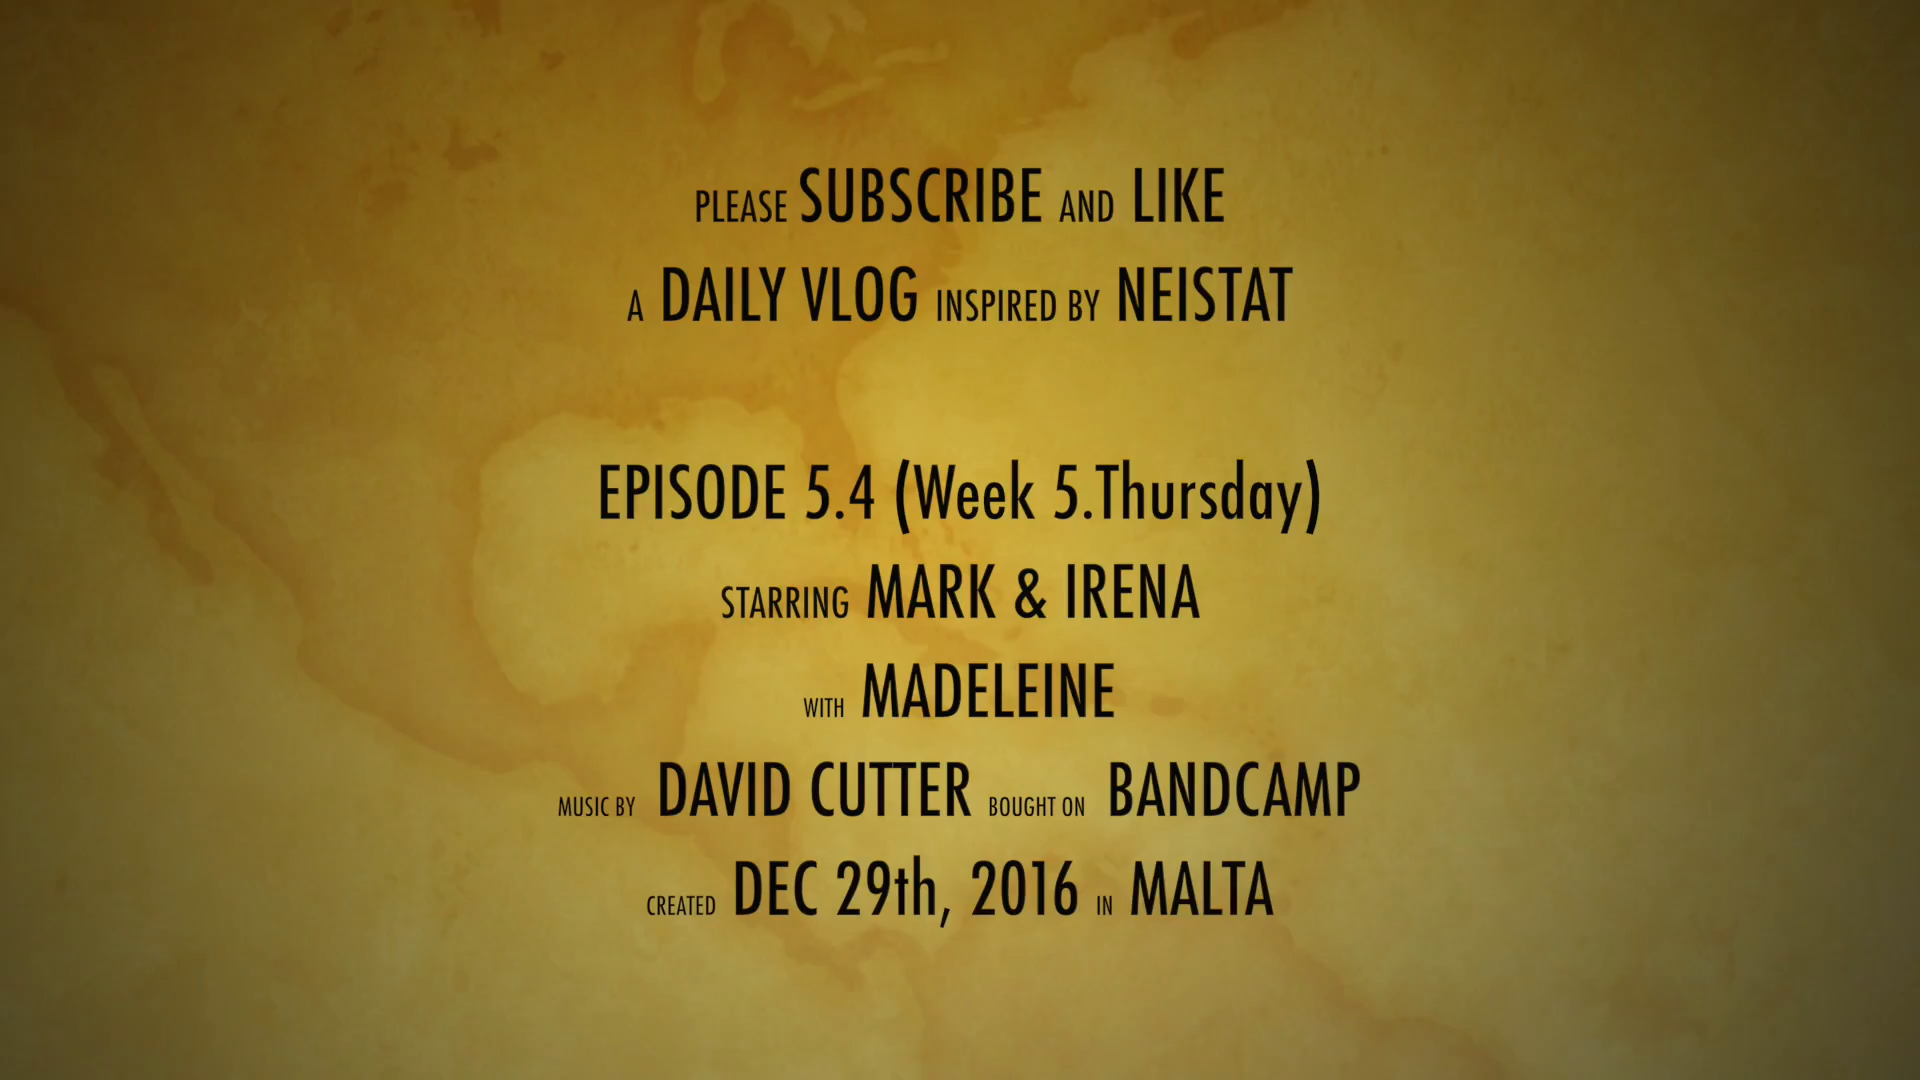 PLEASE SUBSCRIBE AND LIKE
A DAILY VLOG INSPIRED BY NEISTAT
EPISODE 5.4 (Week 5.Thursday)
STARRING MARK & IRENA
WITH MADELEINE
MUSIC BY DAVID CUTTER BOUGHT ON BANDCAMP
CREATED DEC 29th, 2016 IN MALTA